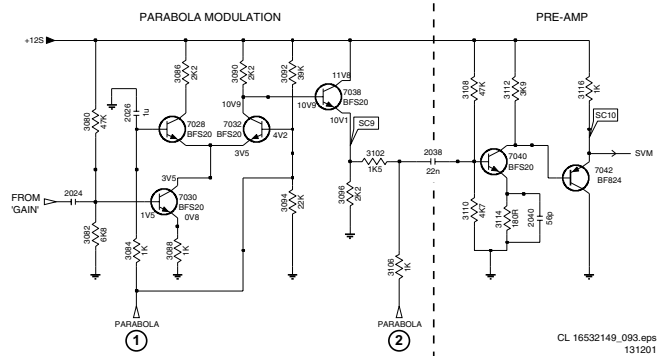 PARABOLA MODULATION
PRE-AMP
+12S
3086
2K2
3090
2K2
3092
39K
11V8
7038
BFS20
10V9
10V9
10V1
SC9
3108
47K
3112
3K9
3116
1K
SC10
SVM
2026
1u
3080
47K
7028
BFS20
7032
BFS20
4V2
3V5
3102
1K5
2038
22n
7040
BFS20
7042
BF824
3V5
FROM
'GAIN'
2024
7030
BFS20
1V5
0V8
3094
22K
3096
2K2
3110
4K7
3114
180R
2040
56p
3082
6K8
3084
1K
3088
1K
3106
1K
PARABOLA
1
PARABOLA
2
CL 16532149_093.eps
131201